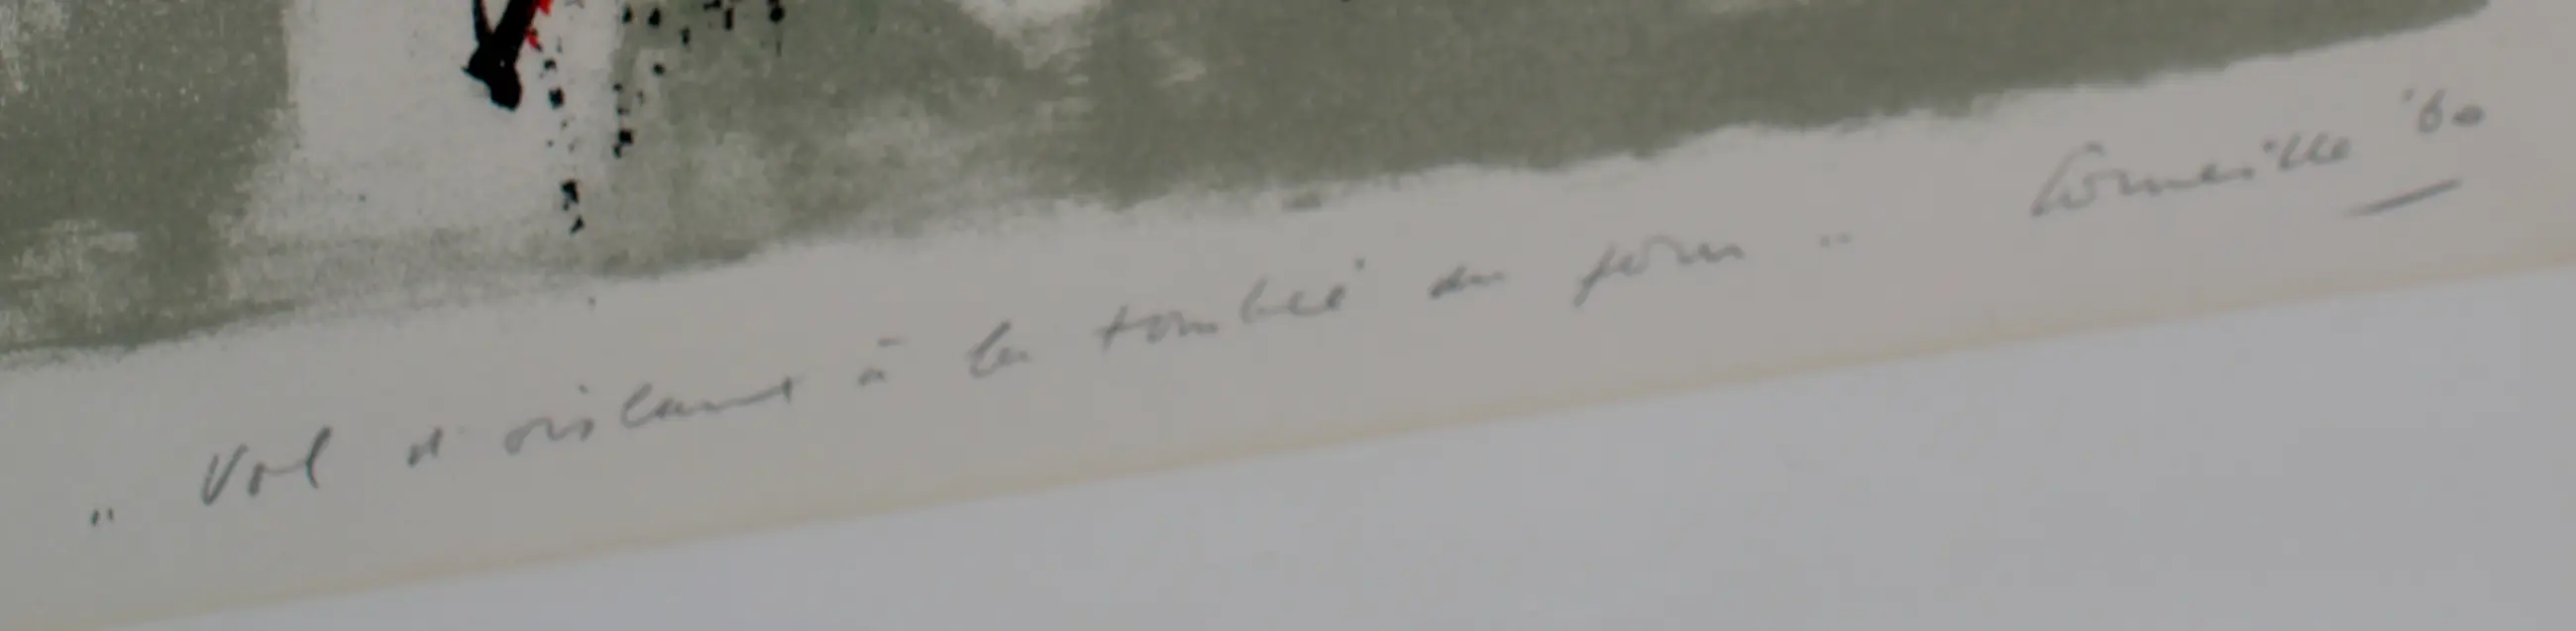 "Vol d'oiseaux à la tombée du jour" Corneille '60